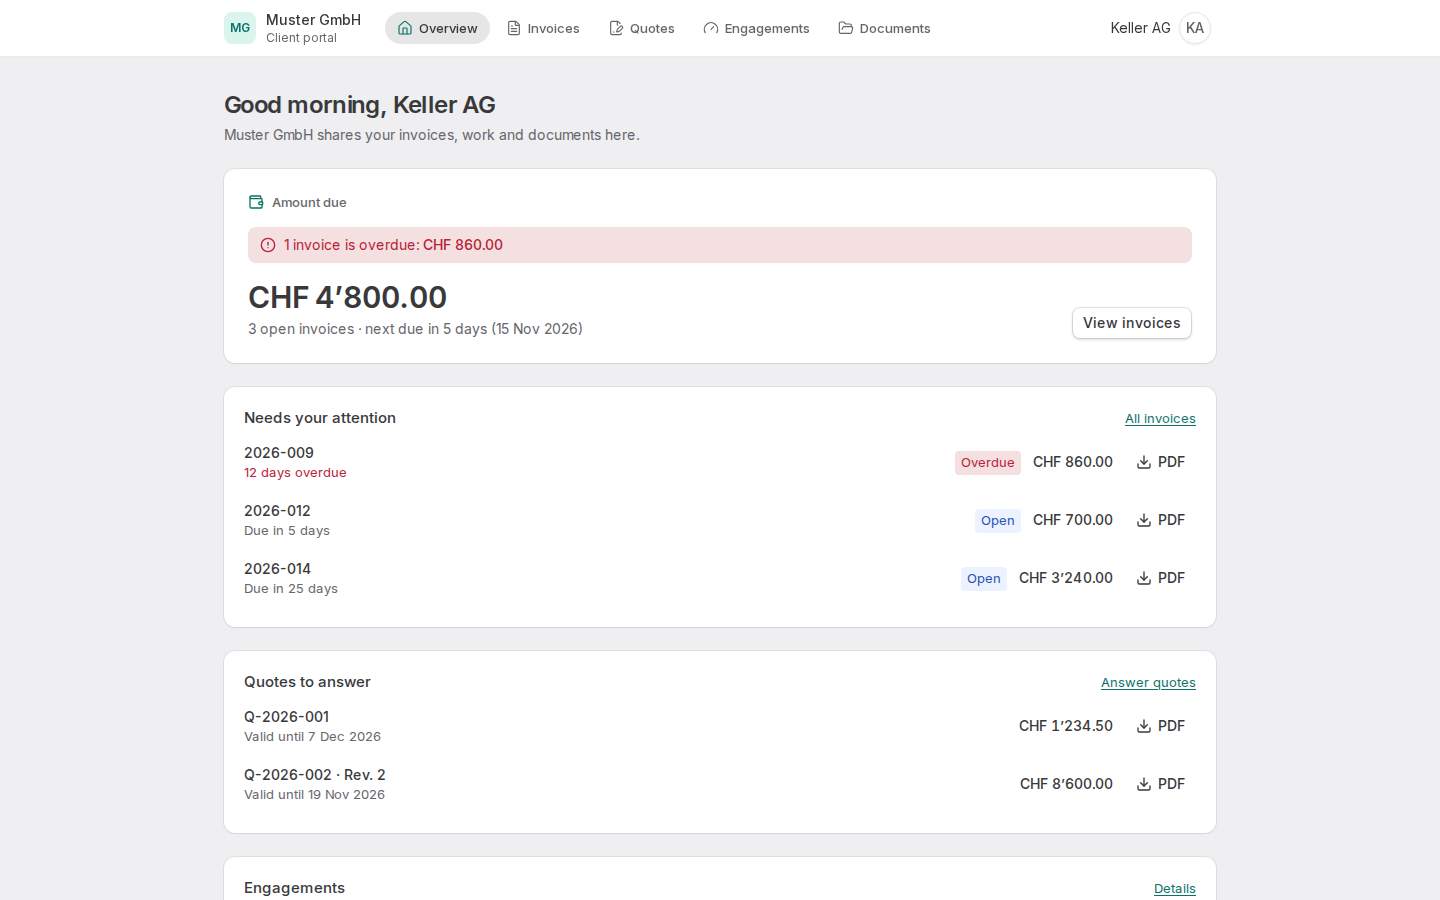 MG
Muster GmbH
Client portal
Overview
Invoices
Quotes
Engagements
Documents
Keller AG
KA
Good morning, Keller AG
Muster GmbH shares your invoices, work and documents here.
Amount due
1 invoice is overdue: CHF 860.00
CHF 4’800.00
3 open invoices · next due in 5 days (15 Nov 2026)
View invoices
Needs your attention
All invoices
2026-009
12 days overdue
Overdue
CHF 860.00
PDF
2026-012
Due in 5 days
Open
CHF 700.00
PDF
2026-014
Due in 25 days
Open
CHF 3’240.00
PDF
Quotes to answer
Answer quotes
Q-2026-001
Valid until 7 Dec 2026
CHF 1’234.50
PDF
Q-2026-002 · Rev. 2
Valid until 19 Nov 2026
CHF 8’600.00
PDF
Engagements
Details